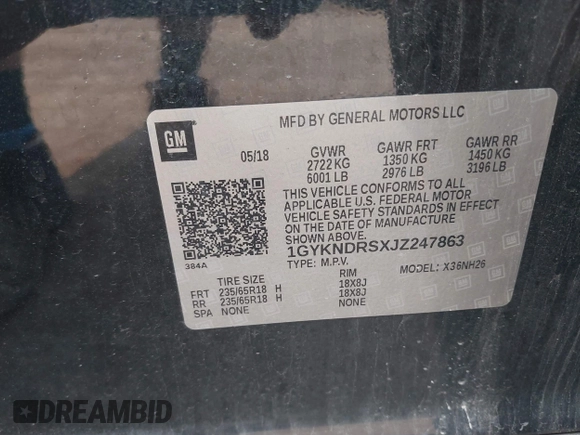 MFD BY GENERAL MOTORS LLC
GM
05/18
GVWR GAWR FRT GAWR RR
2722 KG 1350 KG 1450 KG
6001 LB 2976 LB 3196 LB
THIS VEHICLE CONFORMS TO ALL
APPLICABLE U.S. FEDERAL MOTOR
VEHICLE SAFETY STANDARDS IN EFFECT
ON THE DATE OF MANUFACTURE
SHOWN ABOVE.
1GYKNDRSXJZ247863
384A
TYPE: M.P.V. MODEL: X36NH26
TIRE SIZE RIM
FRT 235/65R18 H 18X8J
RR 235/65R18 H 18X8J
SPA NONE NONE
DREAMBID